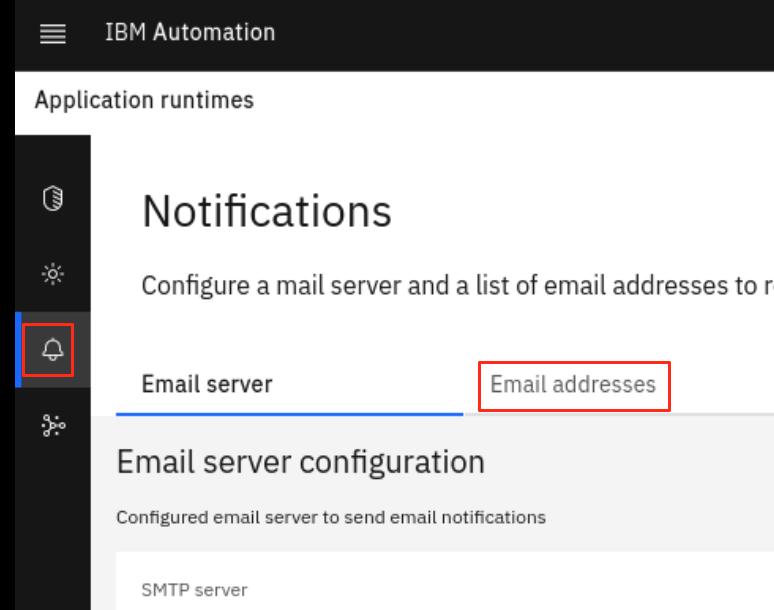 IBM Automation
Application runtimes
Notifications
Configure a mail server and a list of email addresses to
Email server
Email addresses
Email server configuration
Configured email server to send email notifications
SMTP server